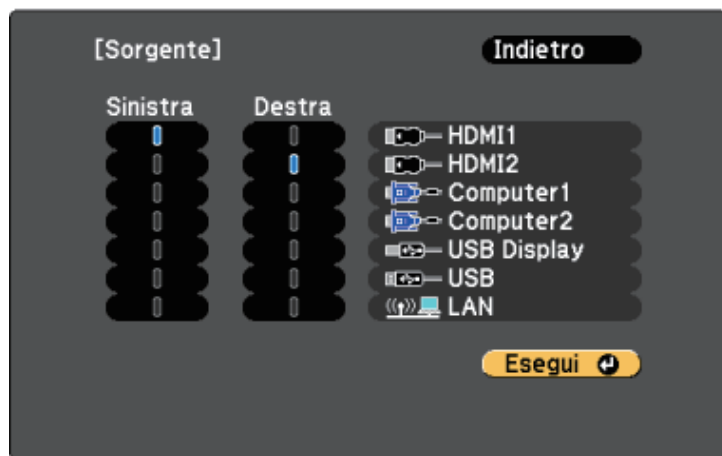 [Sorgente] Indietro
Sinistra Destra
HDMI1
HDMI2
Computer1
Computer2
USB Display
USB
LAN
Esegui